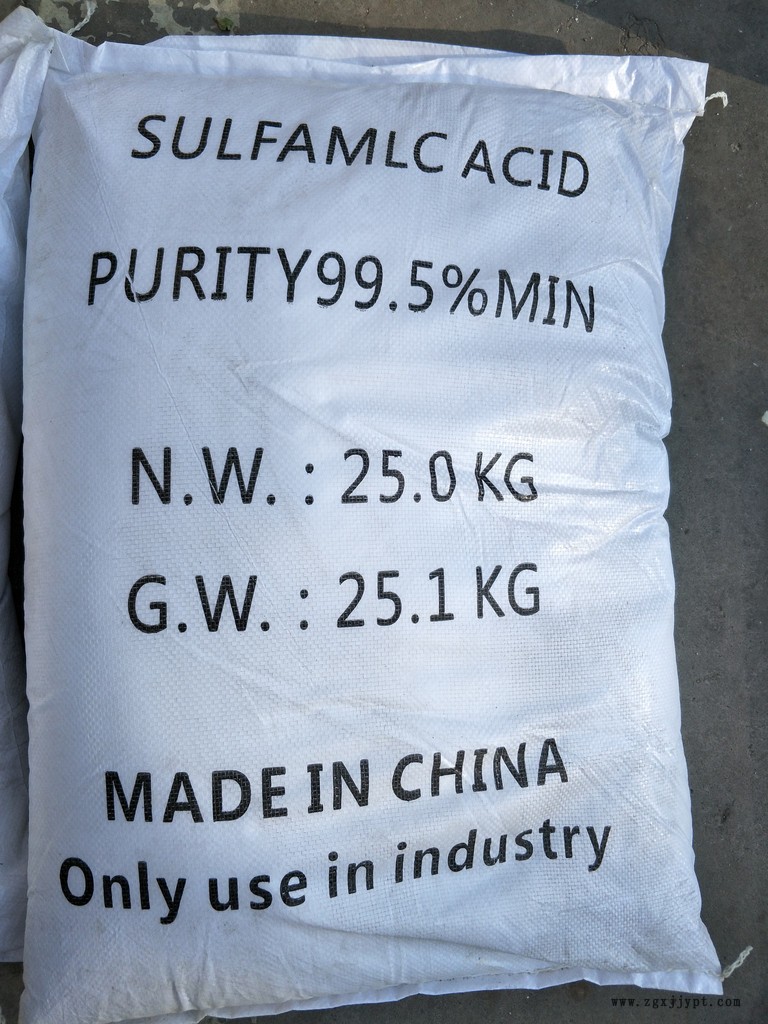 SULFAMLC ACID
PURITY99.5%MIN
N.W. : 25.0 KG
G.W. : 25.1 KG
MADE IN CHINA
Only use in industry
www.zgxjjypt.com